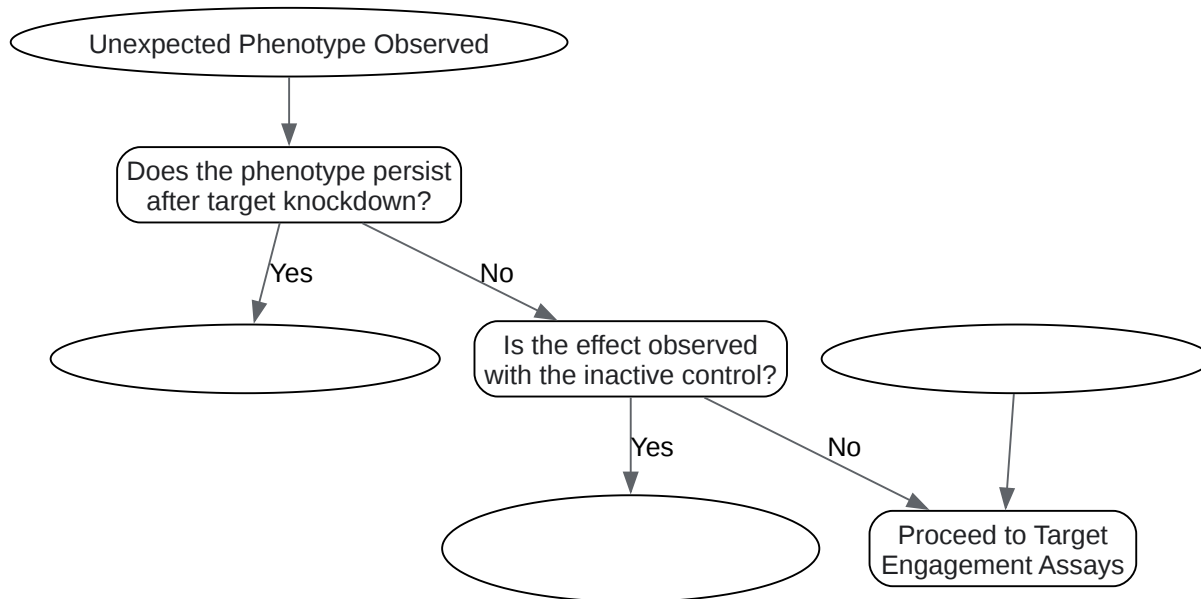 Unexpected Phenotype Observed
Does the phenotype persist
after target knockdown?
Yes
No
Is the effect observed
with the inactive control?
Yes
No
Proceed to Target
Engagement Assays